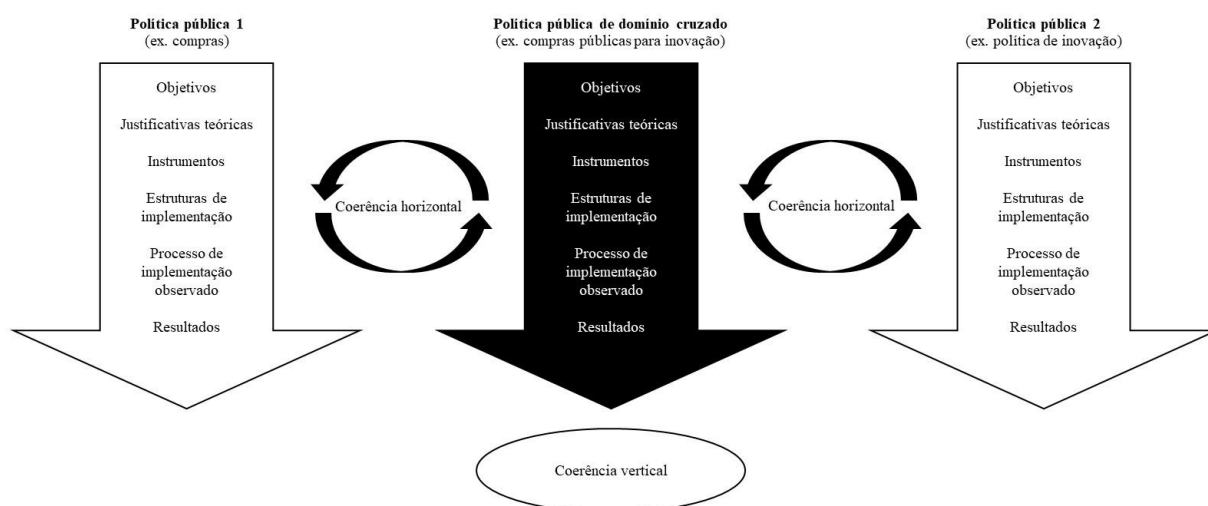 Política pública 1
(ex. compras)
Objetivos
Justificativas teóricas
Instrumentos
Estruturas de
implementação
Processo de
implementação
observado
Resultados
Coerência horizontal
Política pública de domínio cruzado
(ex. compras públicas para inovação)
Objetivos
Justificativas teóricas
Instrumentos
Estruturas de
implementação
Processo de
implementação
observado
Resultados
Coerência horizontal
Política pública 2
(ex. política de inovação)
Objetivos
Justificativas teóricas
Instrumentos
Estruturas de
implementação
Processo de
implementação
observado
Resultados
Coerência vertical